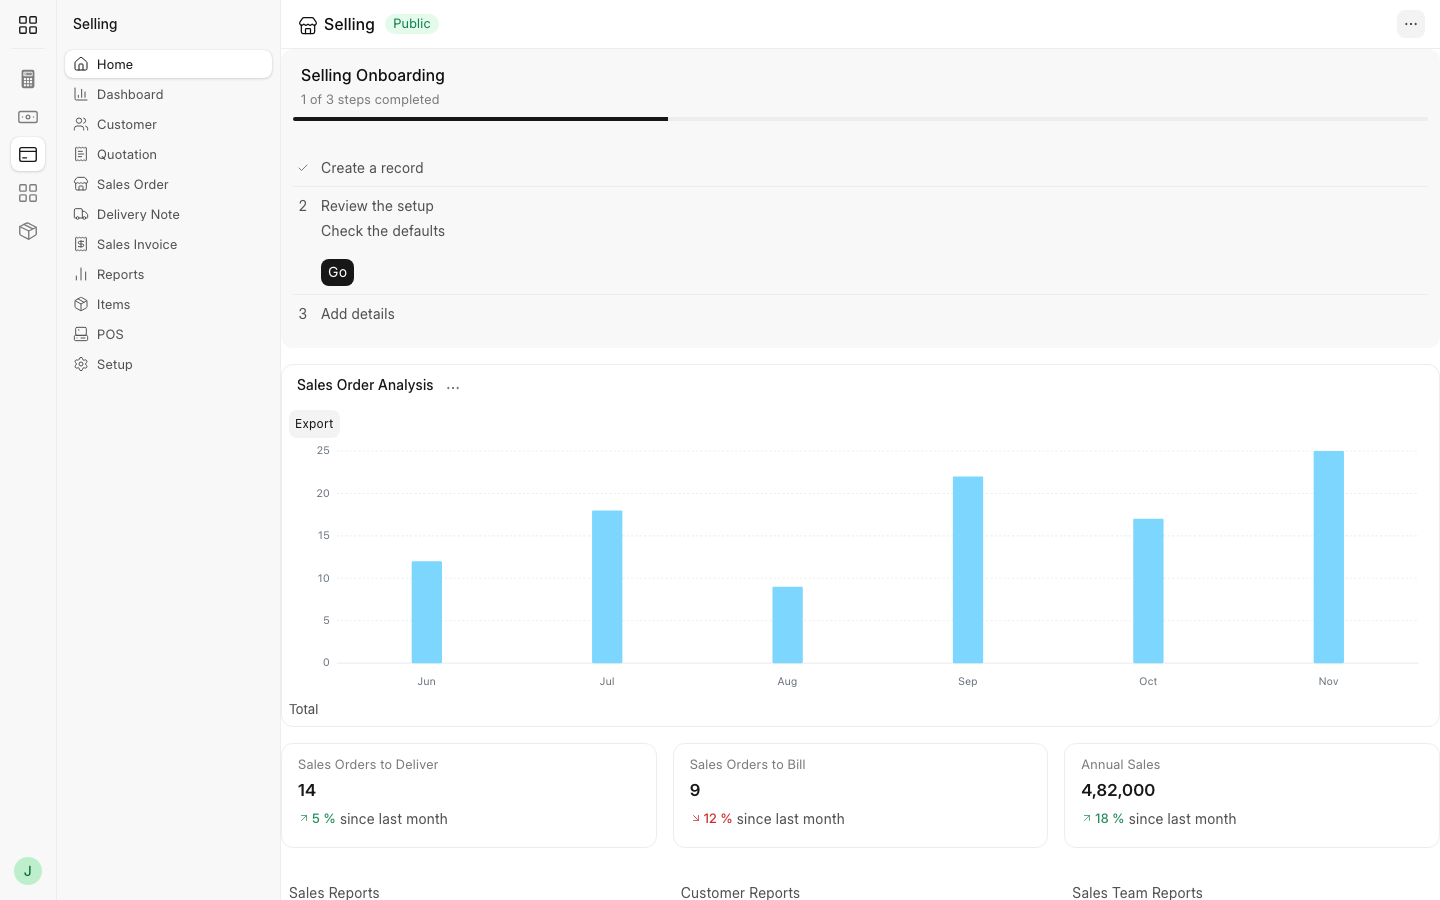 Selling
Home
Dashboard
Customer
Quotation
Sales Order
Delivery Note
Sales Invoice
Reports
Items
POS
Setup
J
Selling
Public
Selling Onboarding
1 of 3 steps completed
Create a record
2 Review the setup
Check the defaults
Go
3 Add details
Sales Order Analysis
Export
25
20
15
10
5
0
Jun Jul Aug Sep Oct Nov
Total
Sales Orders to Deliver
14
5 % since last month
Sales Orders to Bill
9
12 % since last month
Annual Sales
4,82,000
18 % since last month
Sales Reports
Customer Reports
Sales Team Reports